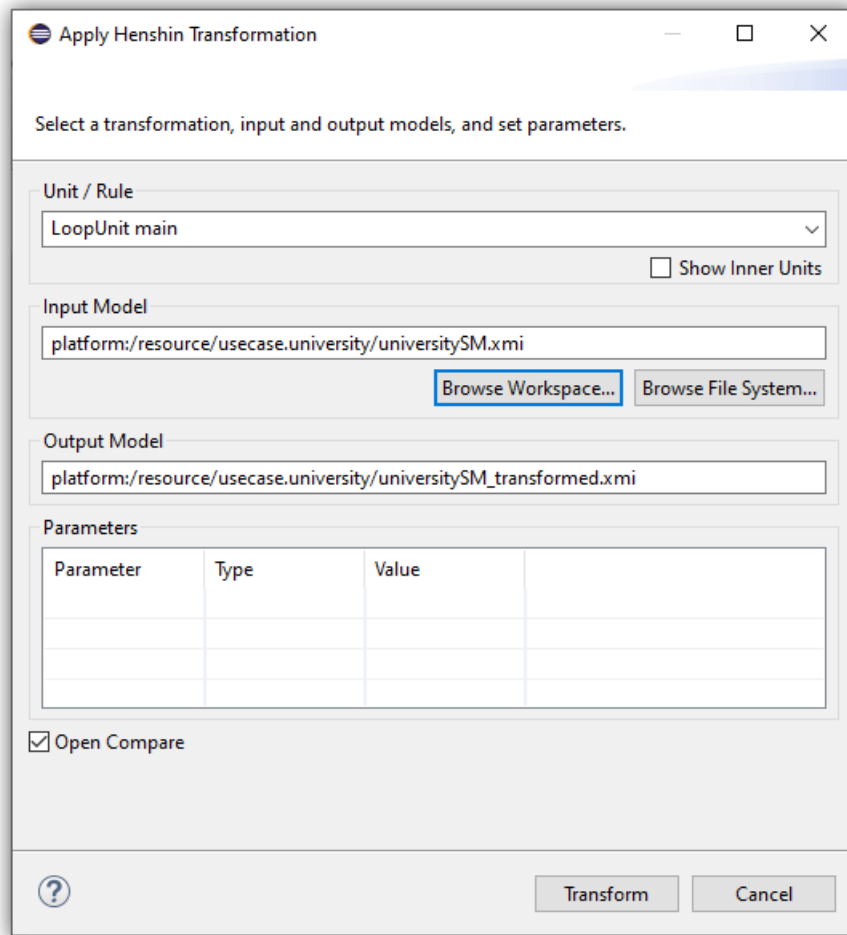 Apply Henshin Transformation
Select a transformation, input and output models, and set parameters.
Unit / Rule
LoopUnit main
Show Inner Units
Input Model
platform:/resource/usecase.university/universitySM.xmi
Browse Workspace... Browse File System...
Output Model
platform:/resource/usecase.university/universitySM_transformed.xmi
Parameters
Parameter Type Value
Open Compare
? Transform Cancel